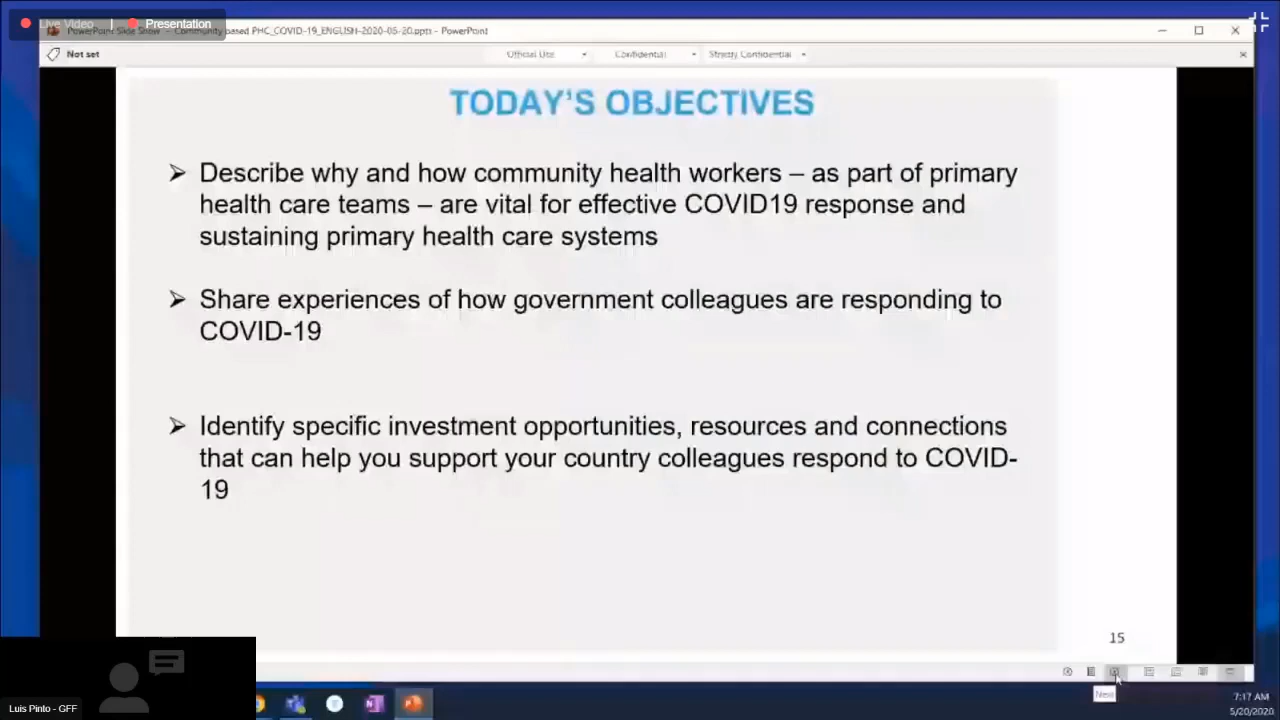 Live Video | Presentation
PowerPoint Slide Show - Community based PHC_COVID-19_ENGLISH-2020-05-20.pptx - PowerPoint
Not set
Official Use
Confidential
Strictly Confidential
TODAY'S OBJECTIVES
➢ Describe why and how community health workers – as part of primary
health care teams – are vital for effective COVID19 response and
sustaining primary health care systems
➢ Share experiences of how government colleagues are responding to
COVID-19
➢ Identify specific investment opportunities, resources and connections
that can help you support your country colleagues respond to COVID-
19
15
Next
Luis Pinto - GFF
7:17 AM
5/20/2020